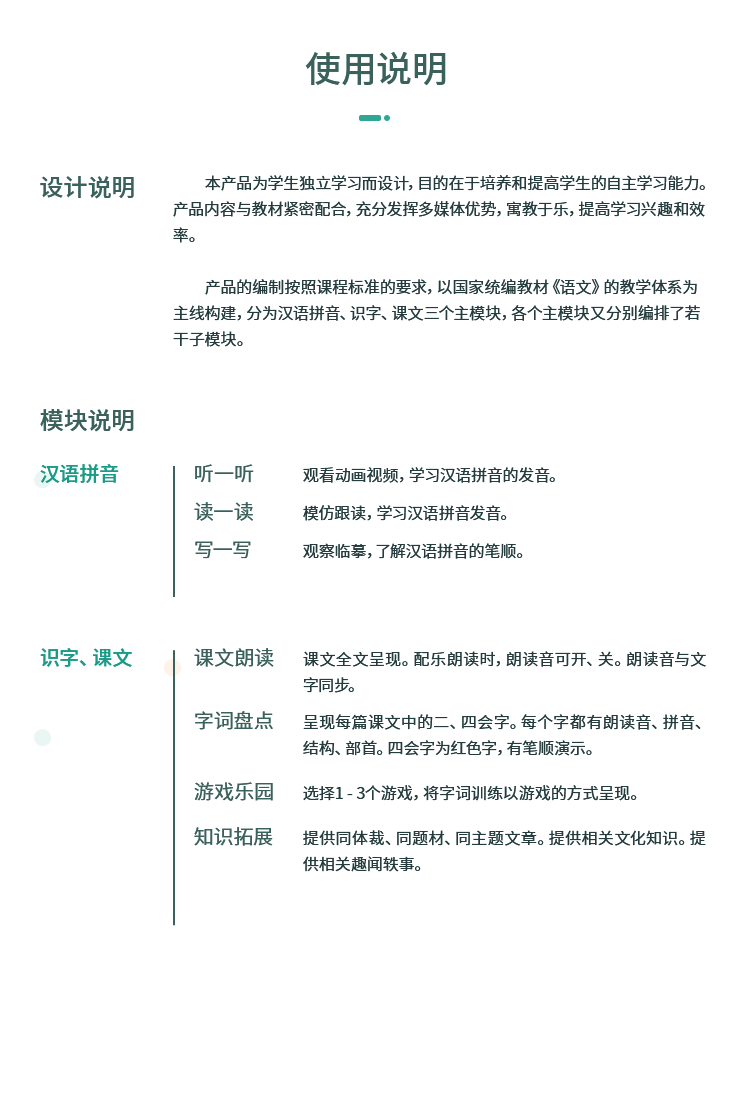 使用说明
设计说明
本产品为学生独立学习而设计，目的在于培养和提高学生的自主学习能力。
产品内容与教材紧密配合，充分发挥多媒体优势，寓教于乐，提高学习兴趣和效
率。
产品的编制按照课程标准的要求，以国家统编教材《语文》的教学体系为
主线构建，分为汉语拼音、识字、课文三个主模块，各个主模块又分别编排了若
干子模块。
模块说明
汉语拼音
听一听 观看动画视频，学习汉语拼音的发音。
读一读 模仿跟读，学习汉语拼音发音。
写一写 观察临摹，了解汉语拼音的笔顺。
识字、课文
课文朗读 课文全文呈现。配乐朗读时，朗读音可开、关。朗读音与文
字同步。
字词盘点 呈现每篇课文中的二、四会字。每个字都有朗读音、拼音、
结构、部首。四会字为红色字，有笔顺演示。
游戏乐园 选择1 - 3个游戏，将字词训练以游戏的方式呈现。
知识拓展 提供同体裁、同题材、同主题文章。提供相关文化知识。提
供相关趣闻轶事。